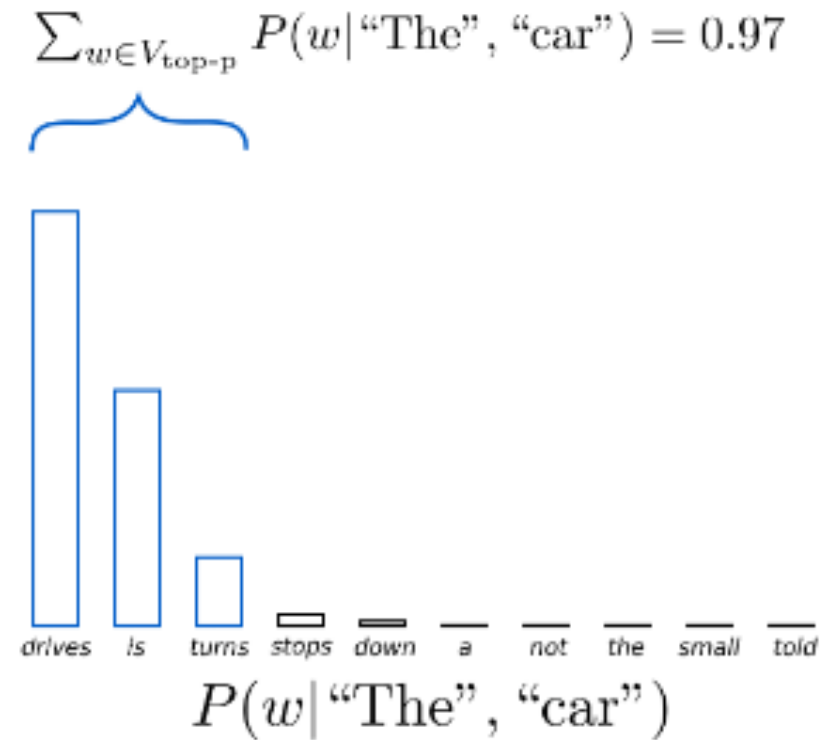 ∑w∈Vtop-p P(w|“The”, “car”) = 0.97
drives is turns stops down a not the small told
P(w|“The”, “car”)